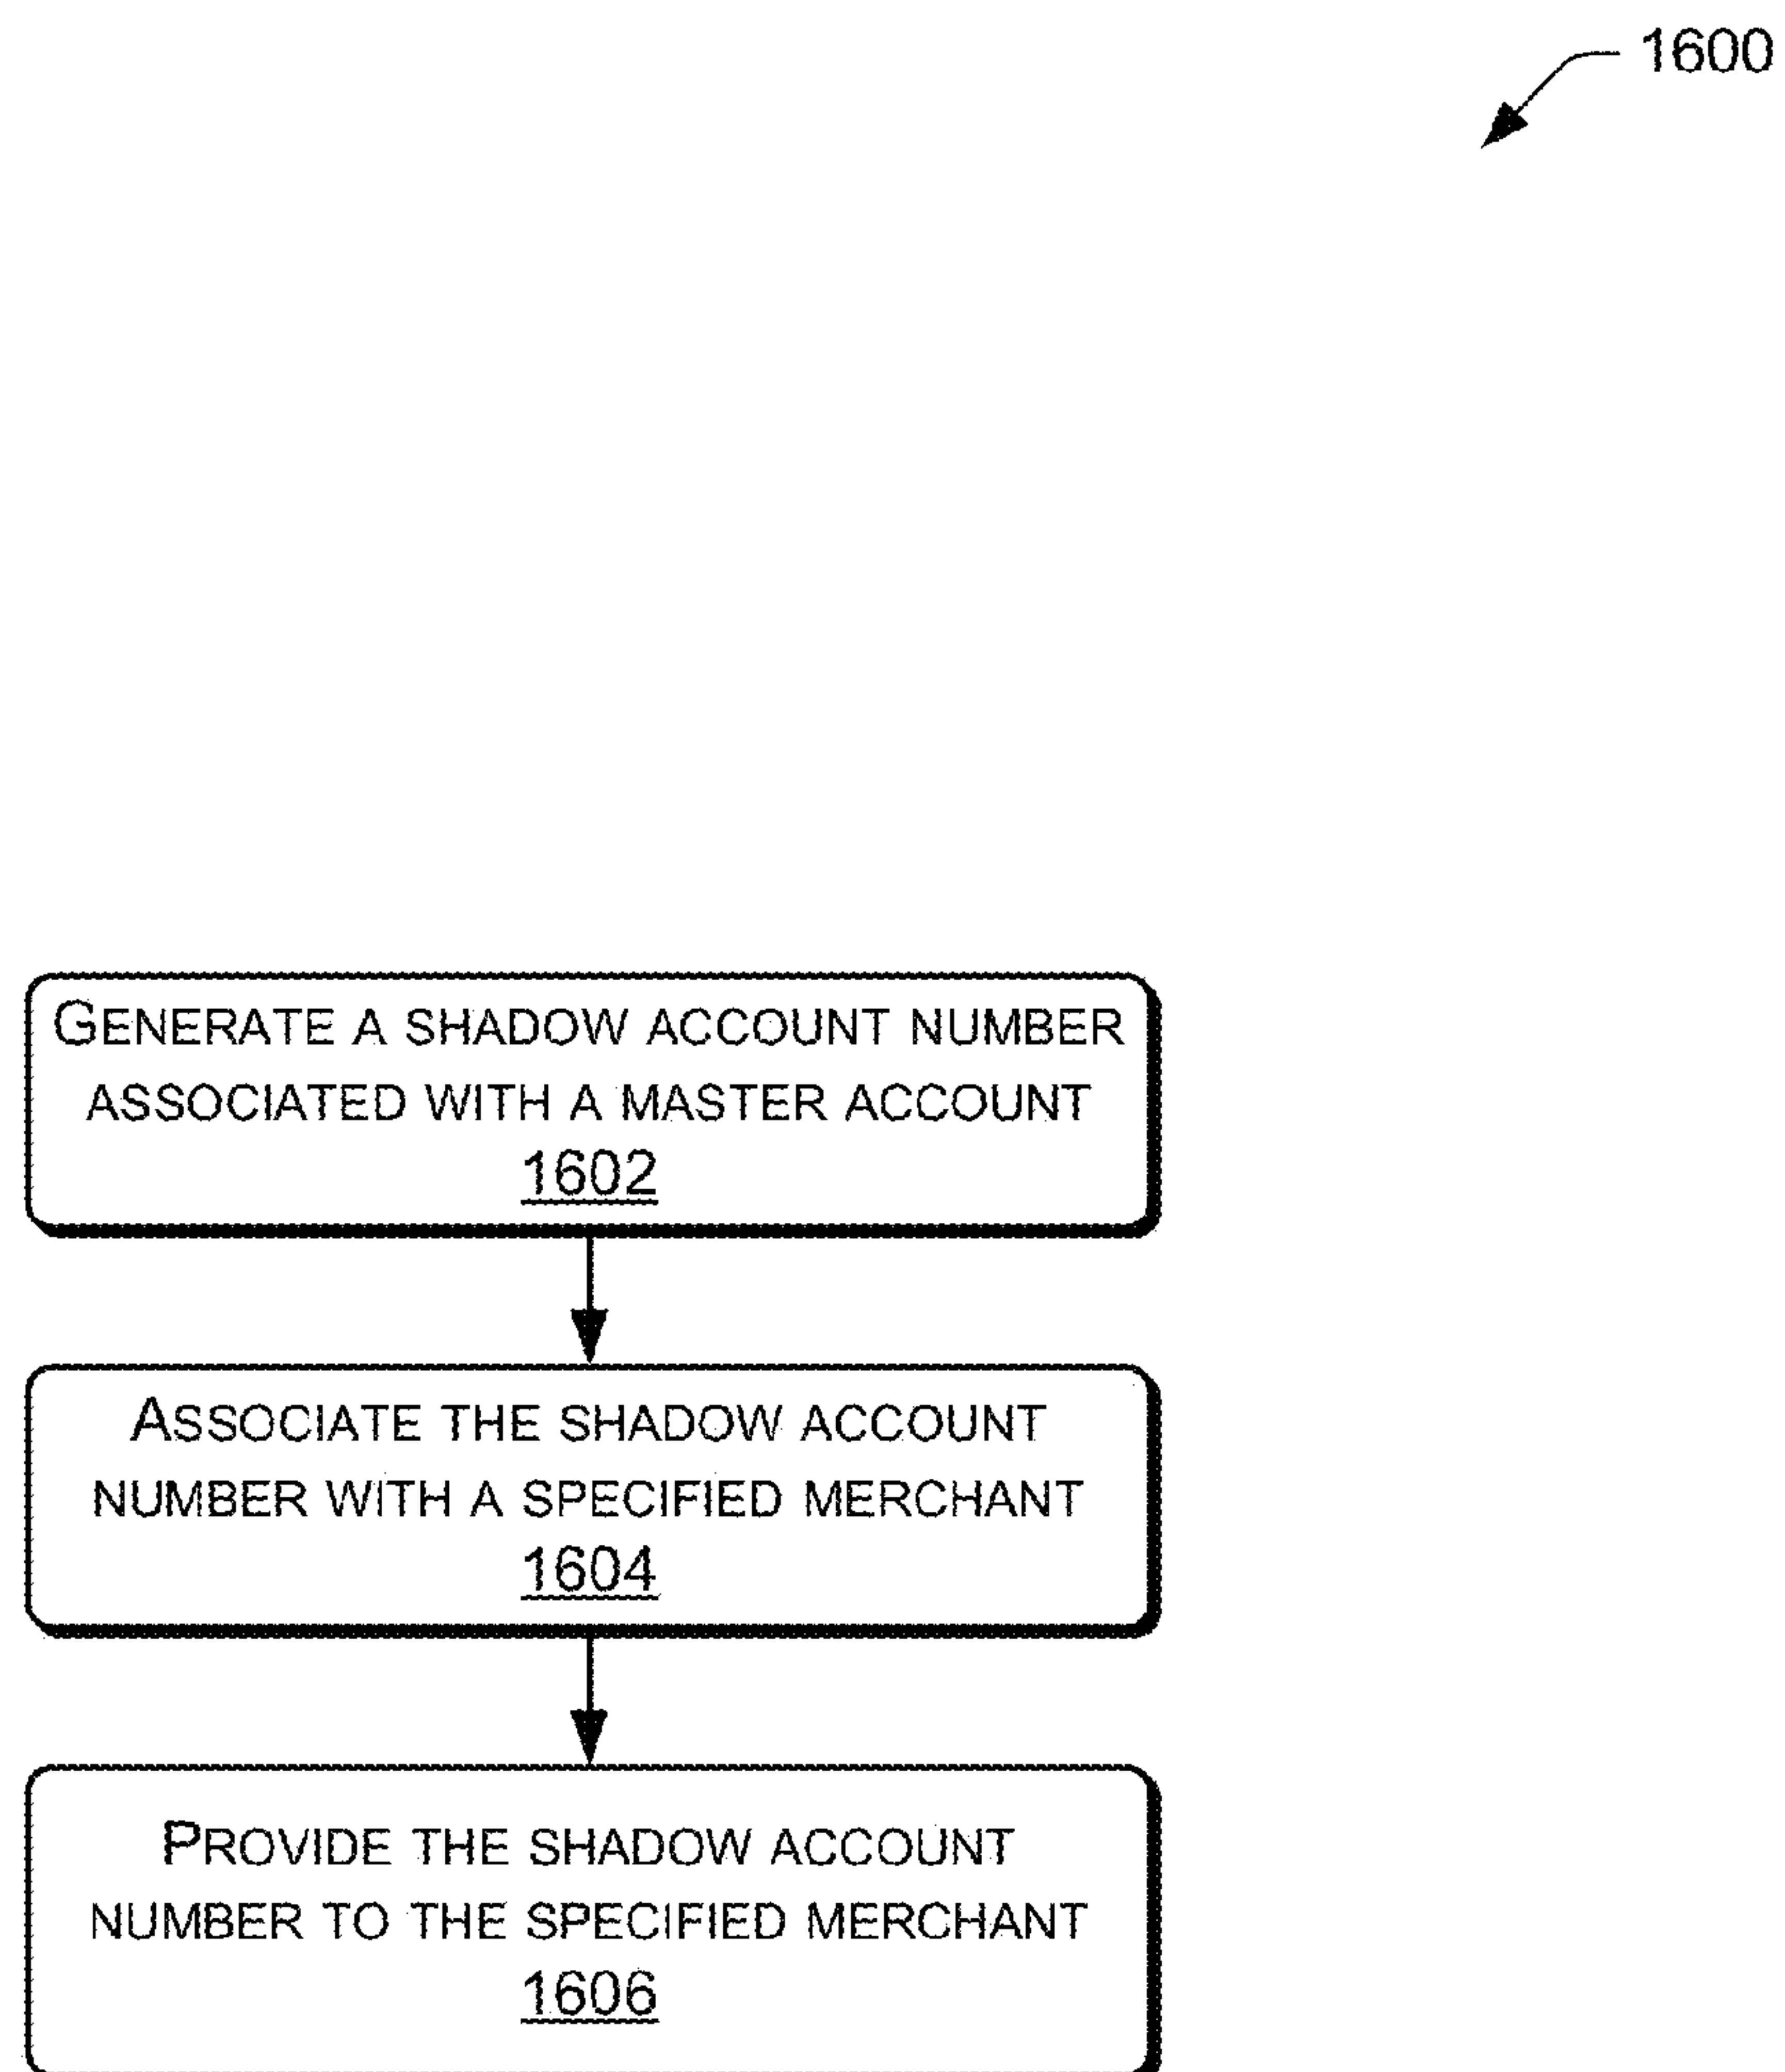 1600
GENERATE A SHADOW ACCOUNT NUMBER
ASSOCIATED WITH A MASTER ACCOUNT
1602
ASSOCIATE THE SHADOW ACCOUNT
NUMBER WITH A SPECIFIED MERCHANT
1604
PROVIDE THE SHADOW ACCOUNT
NUMBER TO THE SPECIFIED MERCHANT
1606